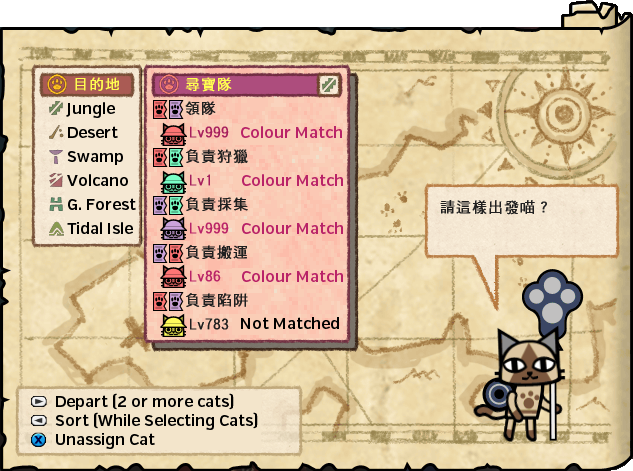 目的地
Jungle
Desert
Swamp
Volcano
G. Forest
Tidal Isle
尋寶隊
領隊
Lv999 Colour Match
負責狩獵
Lv1 Colour Match
負責採集
Lv999 Colour Match
負責搬運
Lv86 Colour Match
負責陷阱
Lv783 Not Matched
請這樣出發喵？
Depart (2 or more cats)
Sort (While Selecting Cats)
X Unassign Cat